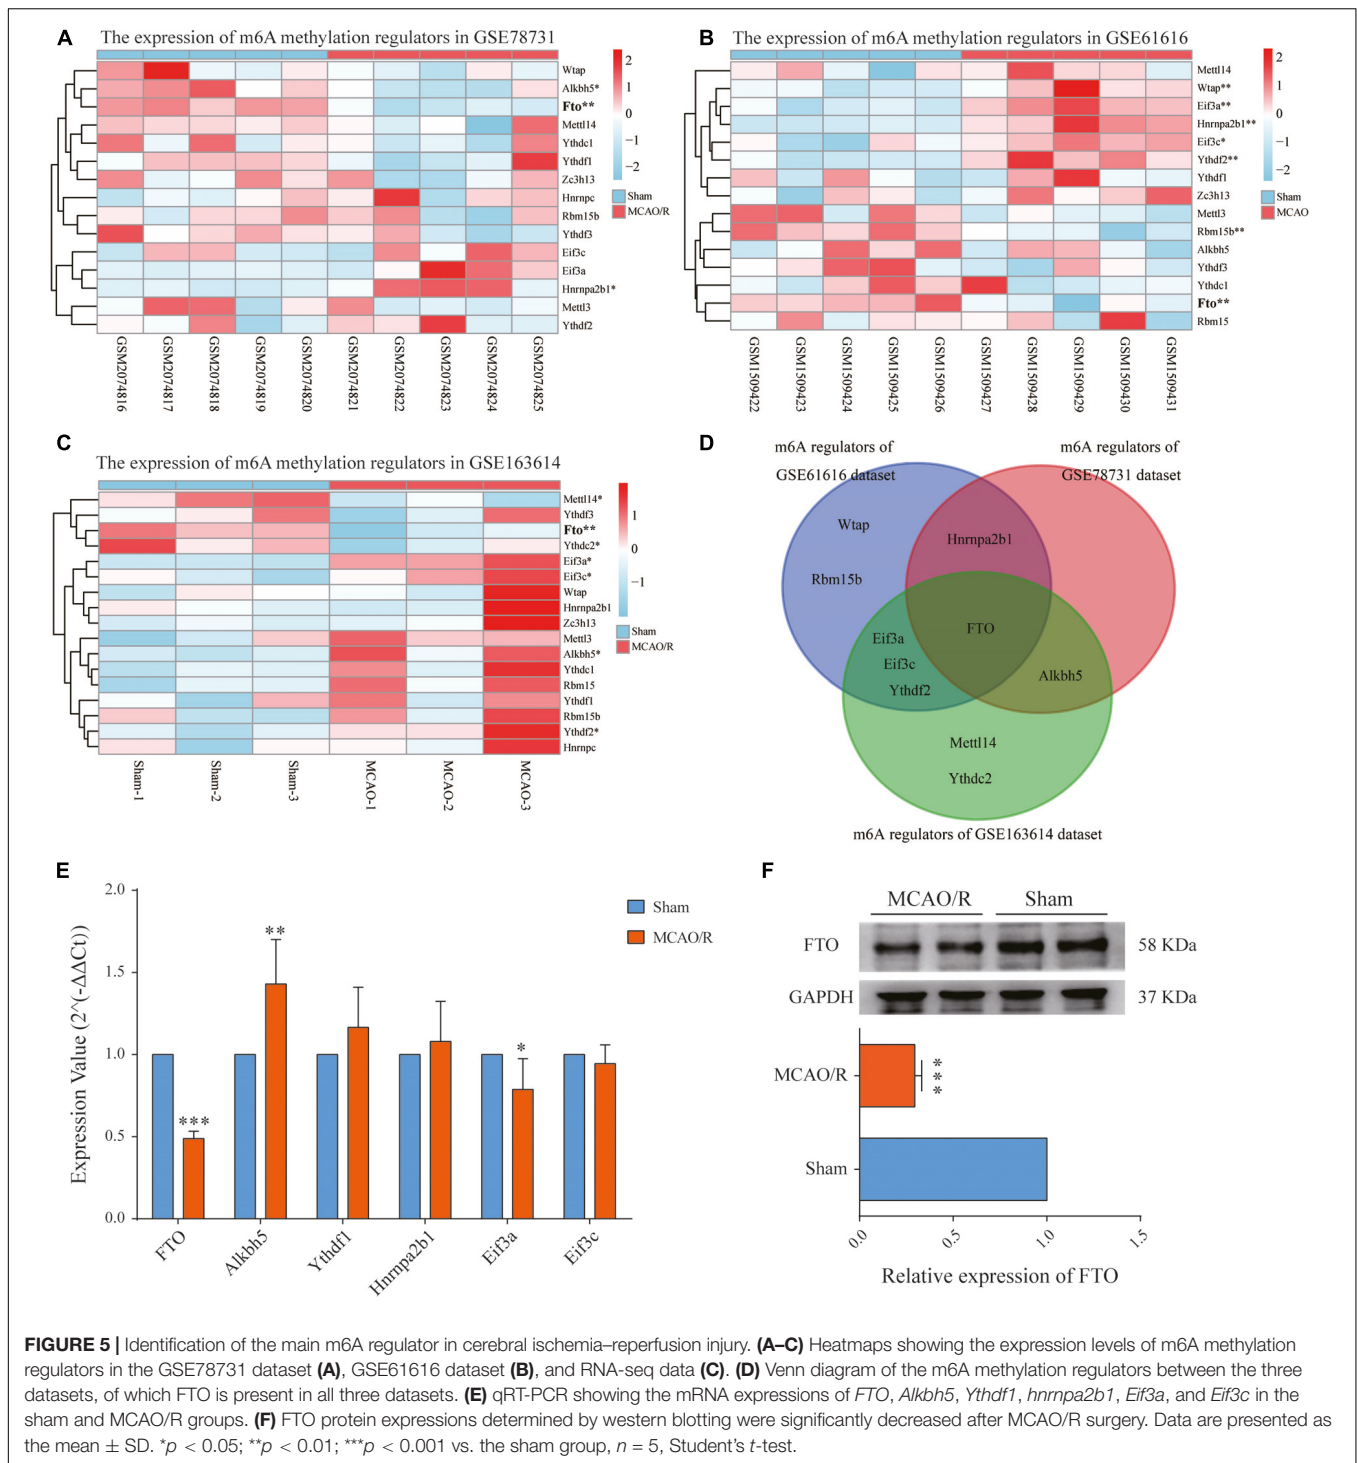 A The expression of m6A methylation regulators in GSE78731
Wtap
Alkbh5*
Fto**
Mettl14
Ythdc1
Ythdf1
Zc3h13
Hnrnpc
Rbm15b
Ythdf3
Eif3c
Eif3a
Hnrnpa2b1*
Mettl3
Ythdf2
2
1
0
−1
−2
Sham
MCAO/R
GSM2074816
GSM2074817
GSM2074818
GSM2074819
GSM2074820
GSM2074821
GSM2074822
GSM2074823
GSM2074824
GSM2074825
B The expression of m6A methylation regulators in GSE61616
Mettl14
Wtap**
Eif3a**
Hnrnpa2b1**
Eif3c*
Ythdf2**
Ythdf1
Zc3h13
Mettl3
Rbm15b**
Alkbh5
Ythdf3
Ythdc1
Fto**
Rbm15
2
1
0
−1
−2
Sham
MCAO
GSM1509422
GSM1509423
GSM1509424
GSM1509425
GSM1509426
GSM1509427
GSM1509428
GSM1509429
GSM1509430
GSM1509431
C
The expression of m6A methylation regulators in GSE163614
Mettl14*
Ythdf3
Fto**
Ythdc2*
Eif3a*
Eif3c*
Wtap
Hnrnpa2b1
Zc3h13
Mettl3
Alkbh5*
Ythdc1
Rbm15
Ythdf1
Rbm15b
Ythdf2*
Hnrnpc
1
0
−1
Sham
MCAO/R
Sham-1
Sham-2
Sham-3
MCAO-1
MCAO-2
MCAO-3
D
m6A regulators of
GSE61616 dataset
m6A regulators of
GSE78731 dataset
Wtap
Hnrnpa2b1
Rbm15b
FTO
Eif3a
Eif3c
Ythdf2
Alkbh5
Mettl14
Ythdc2
m6A regulators of GSE163614 dataset
E
Expression Value (2^(-ΔΔCt))
2.0
1.5
1.0
0.5
0.0
***
**
*
Sham
MCAO/R
FTO
Alkbh5
Ythdf1
Hnrnpa2b1
Eif3a
Eif3c
F
MCAO/R Sham
FTO 58 KDa
GAPDH 37 KDa
MCAO/R
***
Sham
0.0
0.5
1.0
1.5
Relative expression of FTO
FIGURE 5 | Identification of the main m6A regulator in cerebral ischemia–reperfusion injury. (A–C) Heatmaps showing the expression levels of m6A methylation
regulators in the GSE78731 dataset (A), GSE61616 dataset (B), and RNA-seq data (C). (D) Venn diagram of the m6A methylation regulators between the three
datasets, of which FTO is present in all three datasets. (E) qRT-PCR showing the mRNA expressions of FTO, Alkbh5, Ythdf1, hnrnpa2b1, Eif3a, and Eif3c in the
sham and MCAO/R groups. (F) FTO protein expressions determined by western blotting were significantly decreased after MCAO/R surgery. Data are presented as
the mean ± SD. *p < 0.05; **p < 0.01; ***p < 0.001 vs. the sham group, n = 5, Student's t-test.